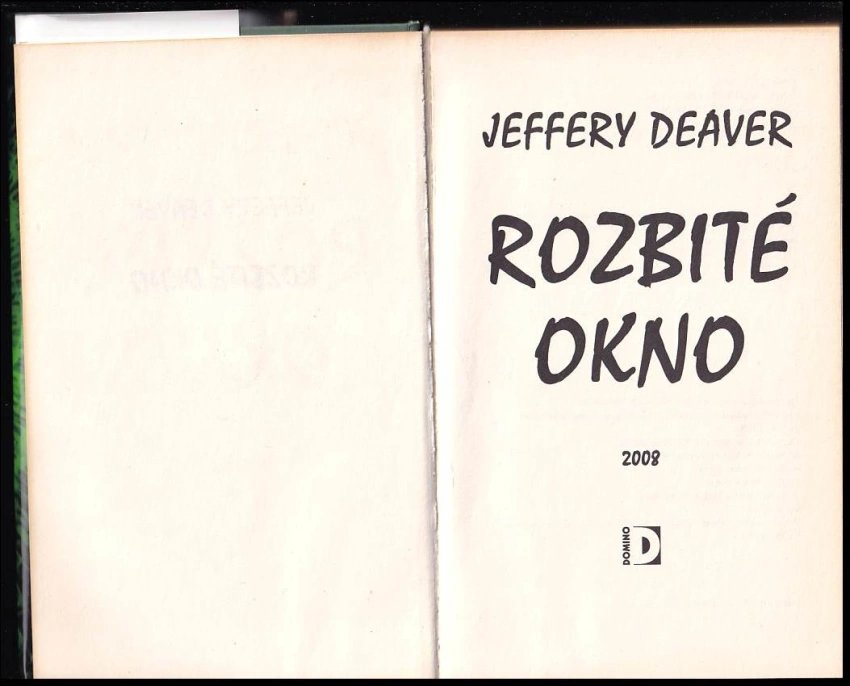 JEFFERY DEAVER
ROZBITÉ
OKNO
2008
DOMINO
D